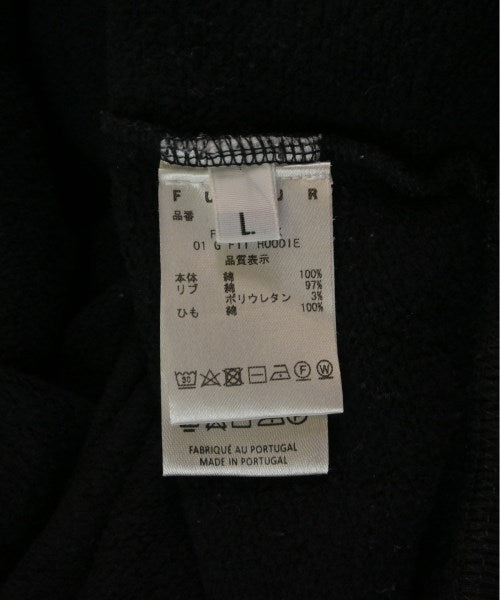 F U U R
品番
L
01 G FIT HOODIE
品質表示
本体 綿 100%
リブ 綿 97%
ポリウレタン 3%
ひも 綿 100%
30
F W
FABRIQUÉ AU PORTUGAL
MADE IN PORTUGAL